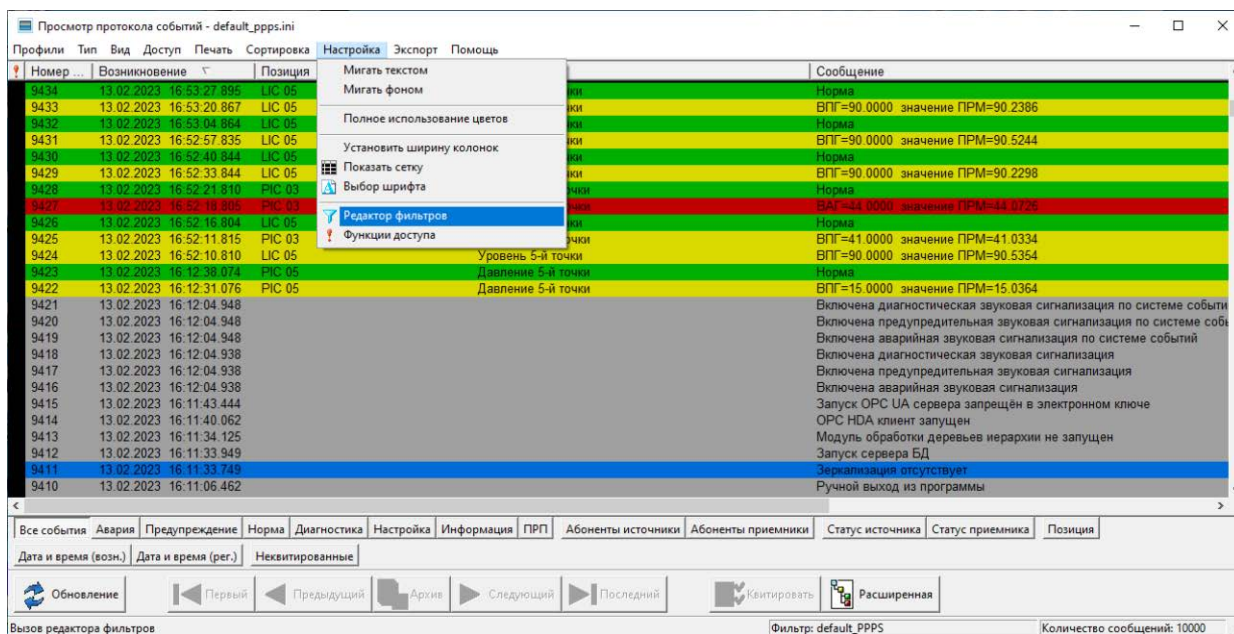 Просмотр протокола событий - default_ppps.ini
Профили Тип Вид Доступ Печать Сортировка Настройка Экспорт Помощь
Номер ... Возникновение Позиция Сообщение
Мигать текстом
Мигать фоном
Полное использование цветов
Установить ширину колонок
Показать сетку
Выбор шрифта
Редактор фильтров
Функции доступа
9434 13.02.2023 16:53:27.895 LIC 05 Норма
9433 13.02.2023 16:53:20.867 LIC 05 ВПГ=90.0000 значение ПРМ=90.2386
9432 13.02.2023 16:53:04.864 LIC 05 Норма
9431 13.02.2023 16:52:57.835 LIC 05 ВПГ=90.0000 значение ПРМ=90.5244
9430 13.02.2023 16:52:40.844 LIC 05 Норма
9429 13.02.2023 16:52:33.844 LIC 05 ВПГ=90.0000 значение ПРМ=90.2298
9428 13.02.2023 16:52:21.810 PIC 03 Норма
9427 13.02.2023 16:52:18.805 PIC 03 ВАГ=44.0000 значение ПРМ=44.0726
9426 13.02.2023 16:52:16.804 LIC 05 Норма
9425 13.02.2023 16:52:11.815 PIC 03 ВПГ=41.0000 значение ПРМ=41.0334
9424 13.02.2023 16:52:10.810 LIC 05 Уровень 5-й точки ВПГ=90.0000 значение ПРМ=90.5354
9423 13.02.2023 16:12:38.074 PIC 05 Давление 5-й точки Норма
9422 13.02.2023 16:12:31.076 PIC 05 Давление 5-й точки ВПГ=15.0000 значение ПРМ=15.0364
9421 13.02.2023 16:12:04.948 Включена диагностическая звуковая сигнализация по системе событи
9420 13.02.2023 16:12:04.948 Включена предупредительная звуковая сигнализация по системе собы
9419 13.02.2023 16:12:04.948 Включена аварийная звуковая сигнализация по системе событий
9418 13.02.2023 16:12:04.938 Включена диагностическая звуковая сигнализация
9417 13.02.2023 16:12:04.938 Включена предупредительная звуковая сигнализация
9416 13.02.2023 16:12:04.938 Включена аварийная звуковая сигнализация
9415 13.02.2023 16:11:43.444 Запуск OPC UA сервера запрещён в электронном ключе
9414 13.02.2023 16:11:40.062 OPC HDA клиент запущен
9413 13.02.2023 16:11:34.125 Модуль обработки деревьев иерархии не запущен
9412 13.02.2023 16:11:33.949 Запуск сервера БД
9411 13.02.2023 16:11:33.749 Зеркализация отсутствует
9410 13.02.2023 16:11:06.462 Ручной выход из программы
Все события Авария Предупреждение Норма Диагностика Настройка Информация ПРП Абоненты источники Абоненты приемники Статус источника Статус приемника Позиция
Дата и время (возн.) Дата и время (рег.) Неквитированные
Обновление Первый Предыдущий Архив Следующий Последний Квитировать Расширенная
Вызов редактора фильтров Фильтр: default_PPPS Количество сообщений: 10000